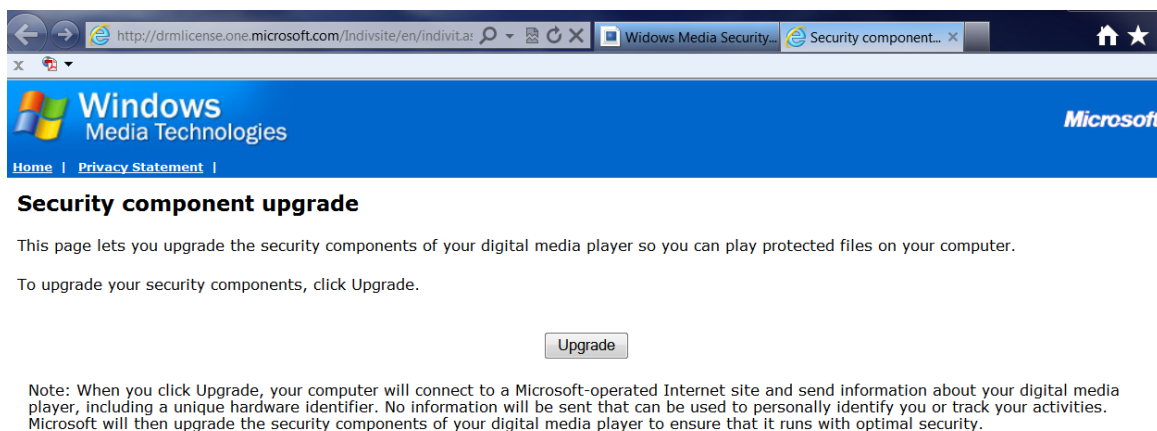 http://drmlicense.one.microsoft.com/Indivsite/en/indivit.as Widows Media Security... Security component...
x
Windows
Media Technologies
Microsoft
Home | Privacy Statement |
Security component upgrade
This page lets you upgrade the security components of your digital media player so you can play protected files on your computer.
To upgrade your security components, click Upgrade.
Upgrade
Note: When you click Upgrade, your computer will connect to a Microsoft-operated Internet site and send information about your digital media
player, including a unique hardware identifier. No information will be sent that can be used to personally identify you or track your activities.
Microsoft will then upgrade the security components of your digital media player to ensure that it runs with optimal security.